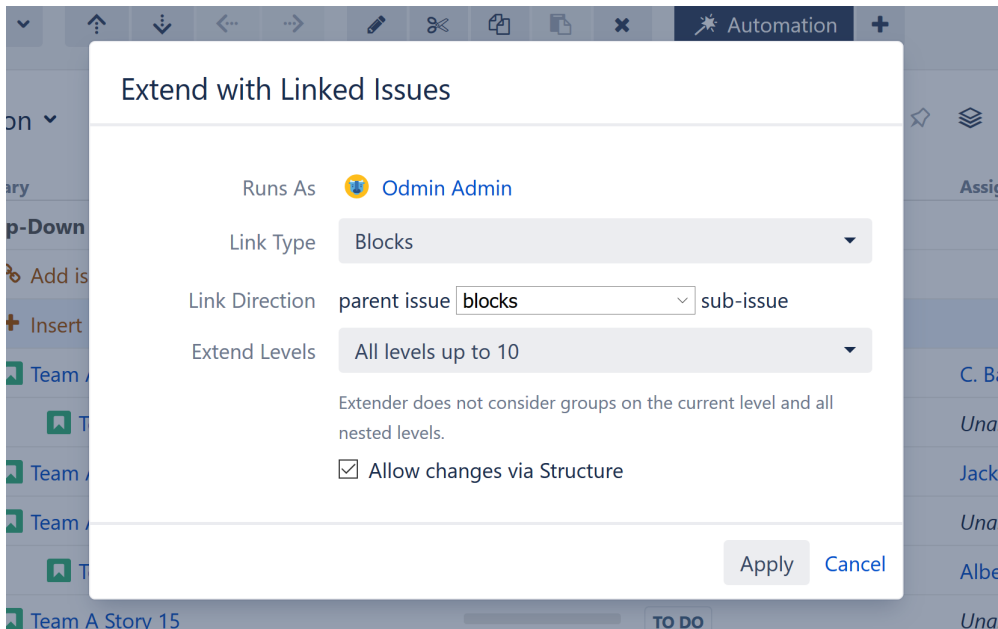 Automation
Extend with Linked Issues
on
ary
Assig
Runs As Odmin Admin
p-Down
Link Type Blocks
Add is
Link Direction parent issue blocks sub-issue
Insert
Extend Levels All levels up to 10
Team A
C. Ba
Extender does not consider groups on the current level and all
nested levels.
Una
Allow changes via Structure
Team A
Jack
Team A
Una
Apply Cancel
Albe
Team A Story 15
TO DO
Una